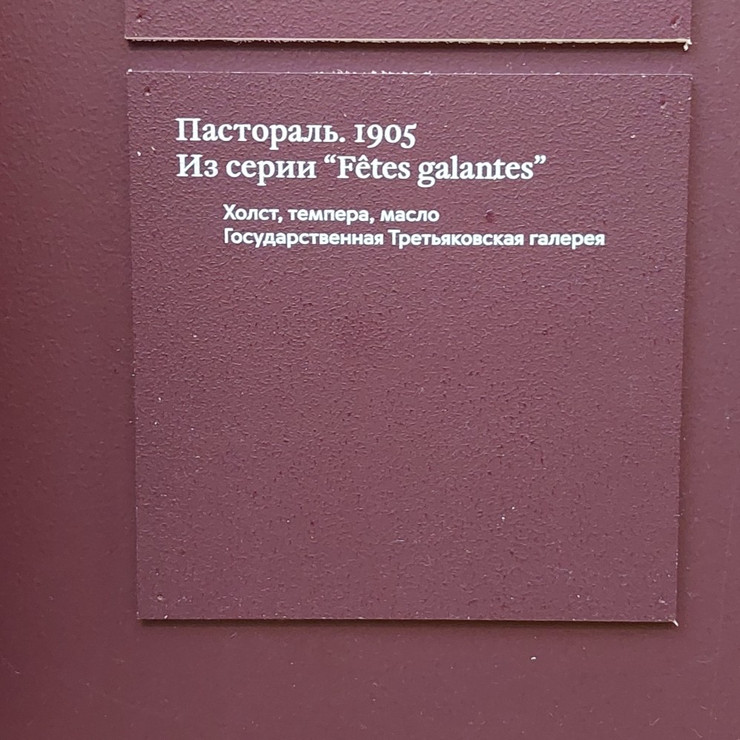 Пастораль. 1905
Из серии “Fêtes galantes”
Холст, темпера, масло
Государственная Третьяковская галерея